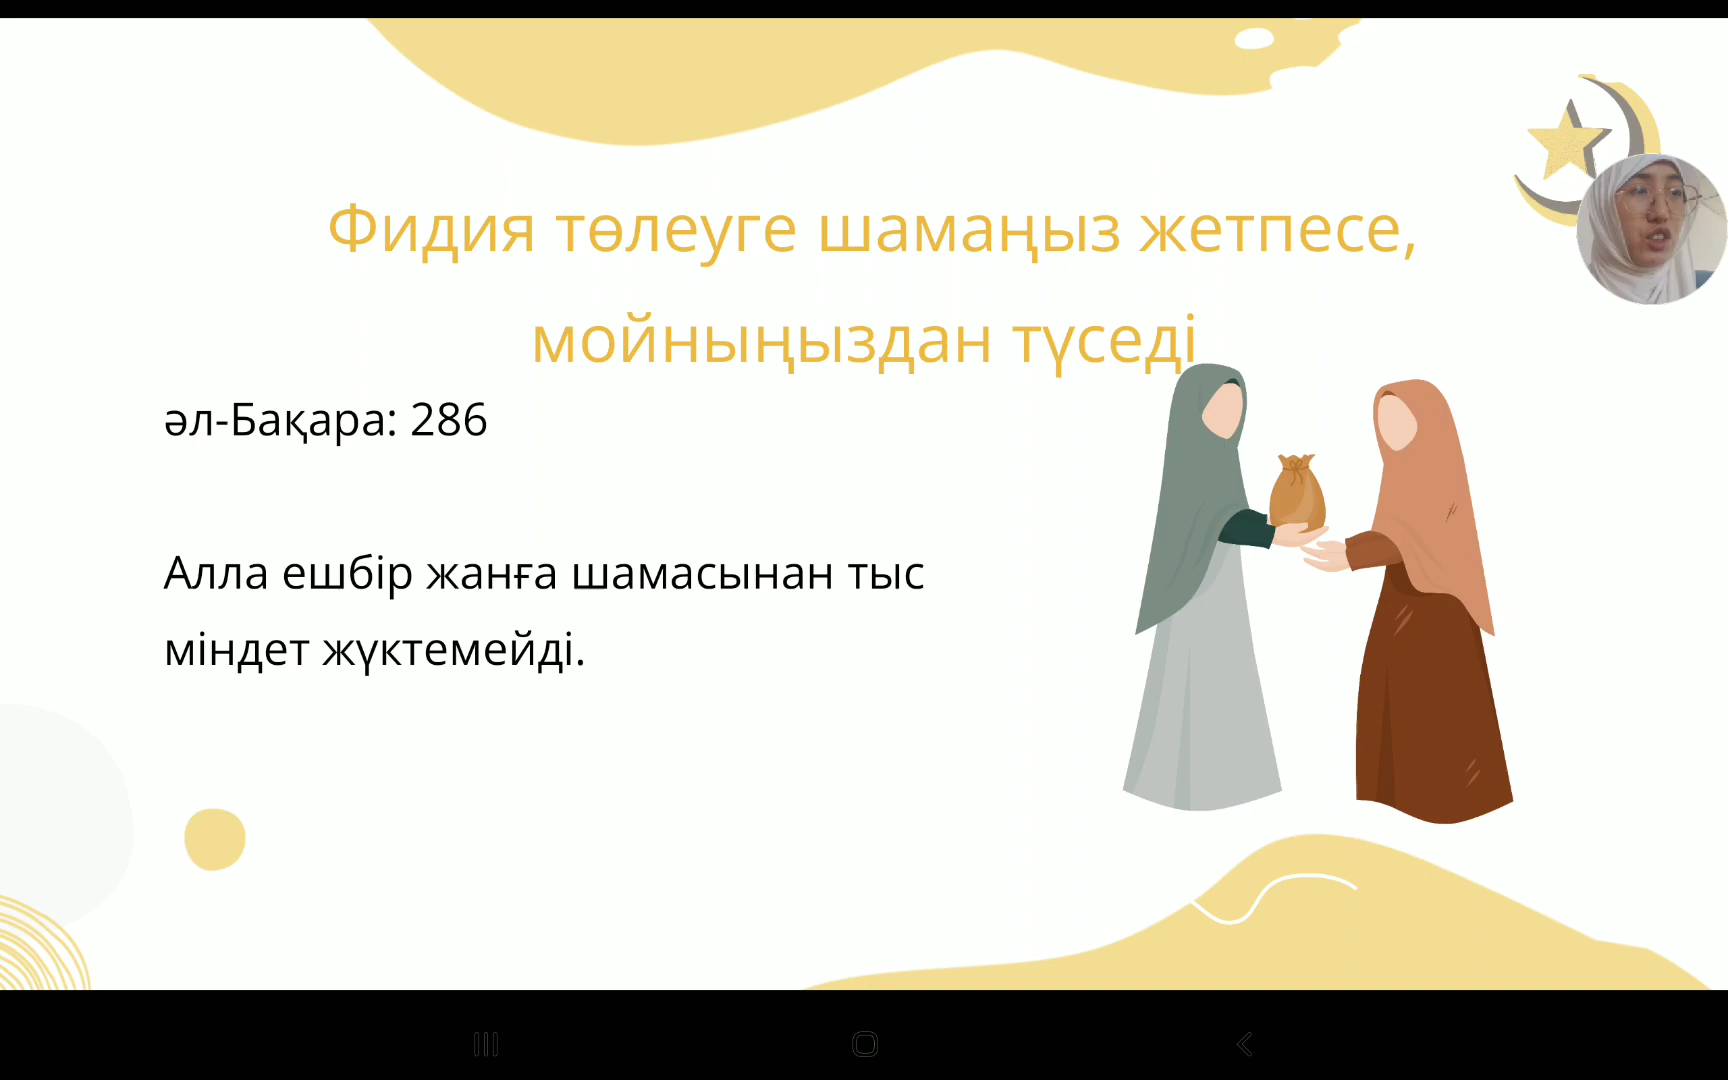 Фидия төлеуге шамаңыз жетпесе,
мойныңыздан түседі
әл-Бақара: 286
Алла ешбір жанға шамасынан тыс
міндет жүктемейді.